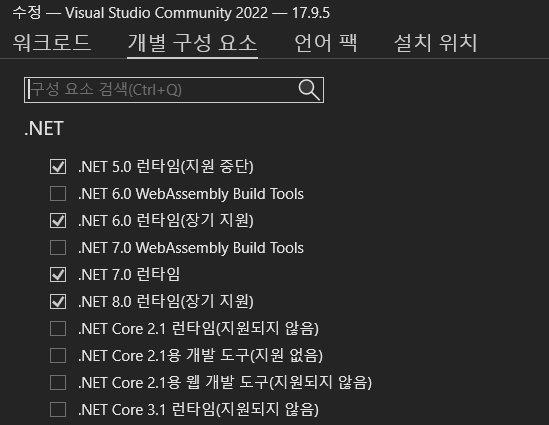 수정 — Visual Studio Community 2022 — 17.9.5
워크로드 개별 구성 요소 언어 팩 설치 위치
구성 요소 검색(Ctrl+Q)
.NET
.NET 5.0 런타임(지원 중단)
.NET 6.0 WebAssembly Build Tools
.NET 6.0 런타임(장기 지원)
.NET 7.0 WebAssembly Build Tools
.NET 7.0 런타임
.NET 8.0 런타임(장기 지원)
.NET Core 2.1 런타임(지원되지 않음)
.NET Core 2.1용 개발 도구(지원 없음)
.NET Core 2.1용 웹 개발 도구(지원되지 않음)
.NET Core 3.1 런타임(지원되지 않음)